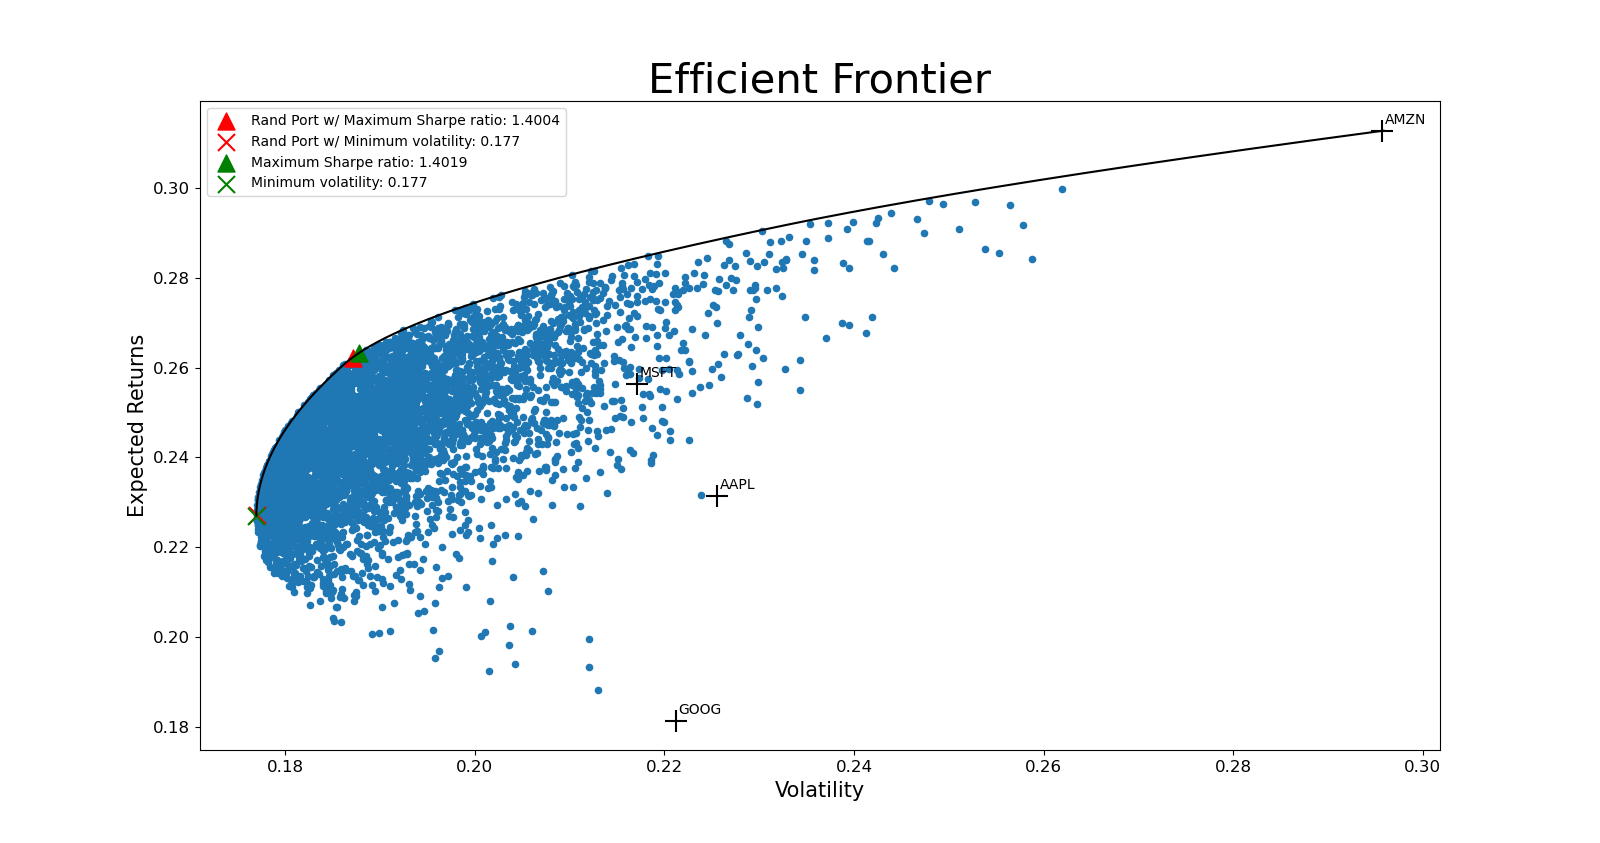 Efficient Frontier
Rand Port w/ Maximum Sharpe ratio: 1.4004
Rand Port w/ Minimum volatility: 0.177
Maximum Sharpe ratio: 1.4019
Minimum volatility: 0.177
AMZN
MSFT
AAPL
GOOG
Expected Returns
0.30
0.28
0.26
0.24
0.22
0.20
0.18
0.18 0.20 0.22 0.24 0.26 0.28 0.30
Volatility